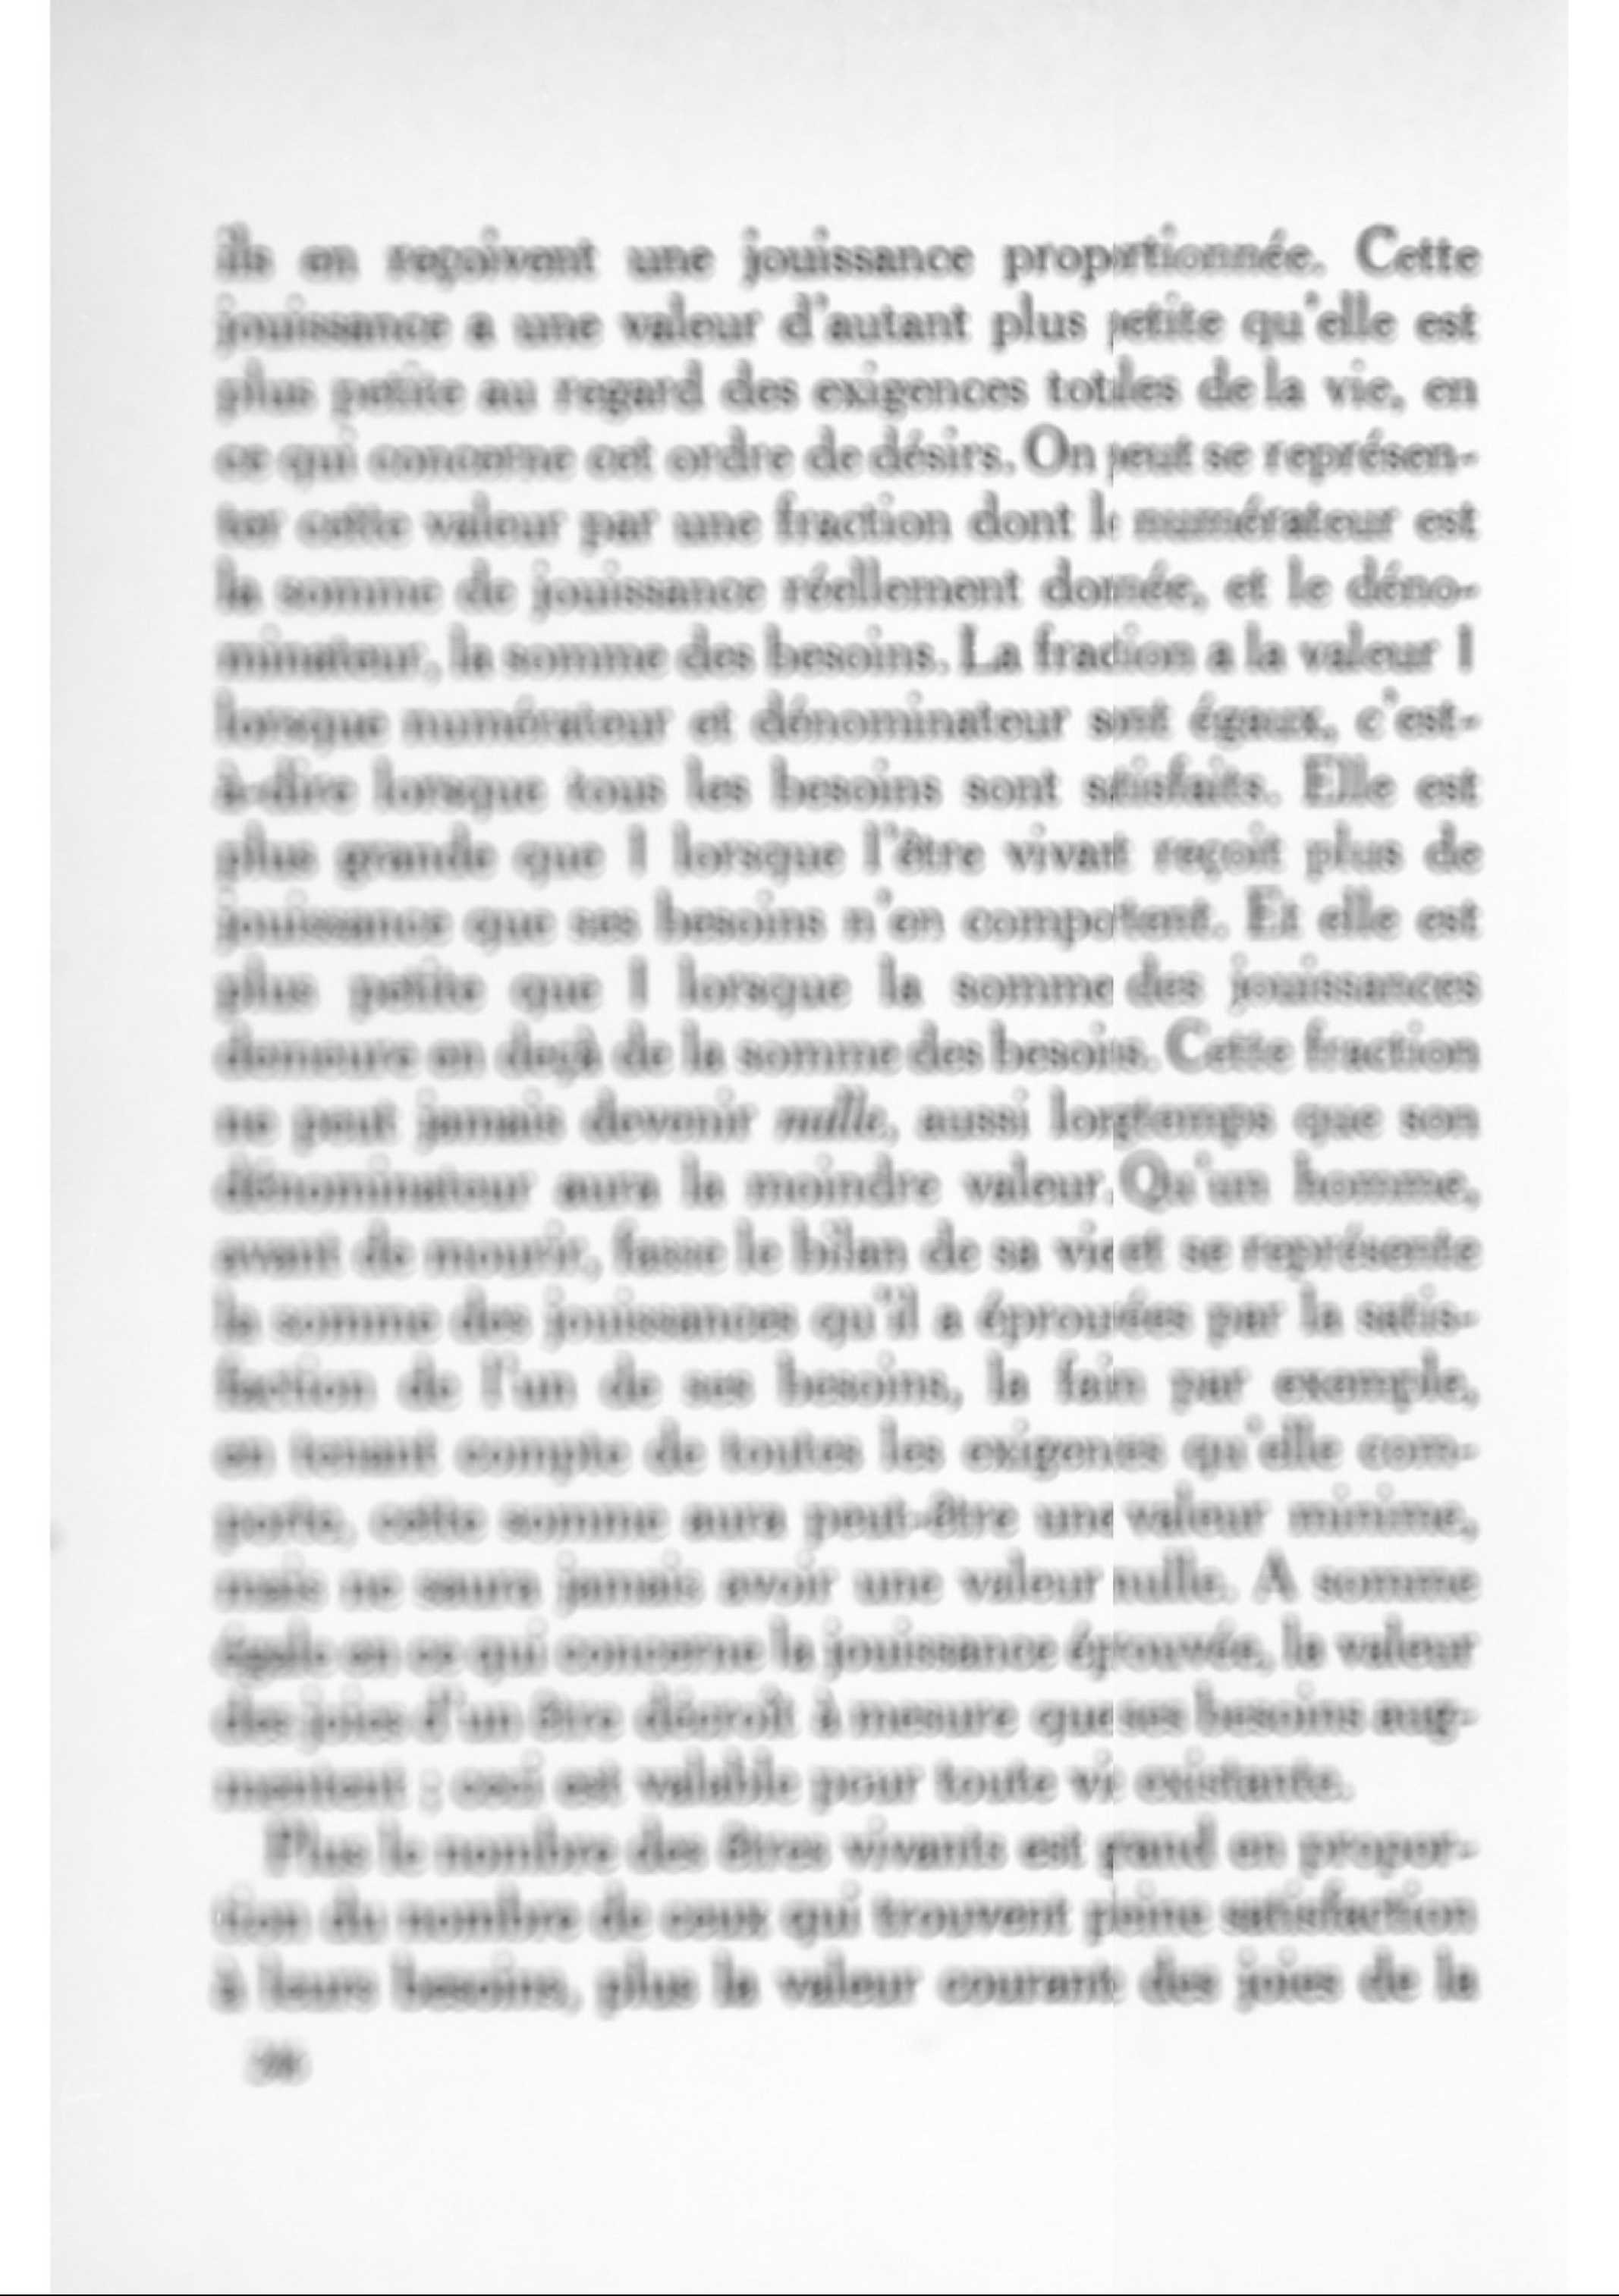 ils en reçoivent une jouissance proportionnée. Cette
jouissance a une valeur d'autant plus petite qu'elle est
plus petite au regard des exigences totales de la vie, en
ce qui concerne cet ordre de désirs. On peut se représen-
ter cette valeur par une fraction dont le numérateur est
la somme de jouissance réellement donnée, et le déno-
minateur, la somme des besoins. La fraction a la valeur 1
lorsque numérateur et dénominateur sont égaux, c'est-
à-dire lorsque tous les besoins sont satisfaits. Elle est
plus grande que 1 lorsque l'être vivant reçoit plus de
jouissance que ses besoins n'en comportent. Et elle est
plus petite que 1 lorsque la somme des jouissances
demeure en deçà de la somme des besoins. Cette fraction
ne peut jamais devenir nulle, aussi longtemps que son
dénominateur aura la moindre valeur. Qu'un homme,
avant de mourir, fasse le bilan de sa vie et se représente
la somme des jouissances qu'il a éprouvées par la satis-
faction de l'un de ses besoins, la faim par exemple,
en tenant compte de toutes les exigences qu'elle com-
porte, cette somme aura peut-être une valeur minime,
mais ne saura jamais avoir une valeur nulle. A somme
égale en ce qui concerne la jouissance éprouvée, la valeur
des joies d'un être décroît à mesure que ses besoins aug-
mentent ; ceci est valable pour toute vie existante.
Plus le nombre des êtres vivants est grand en propor-
tion du nombre de ceux qui trouvent pleine satisfaction
à leurs besoins, plus la valeur courante des joies de la